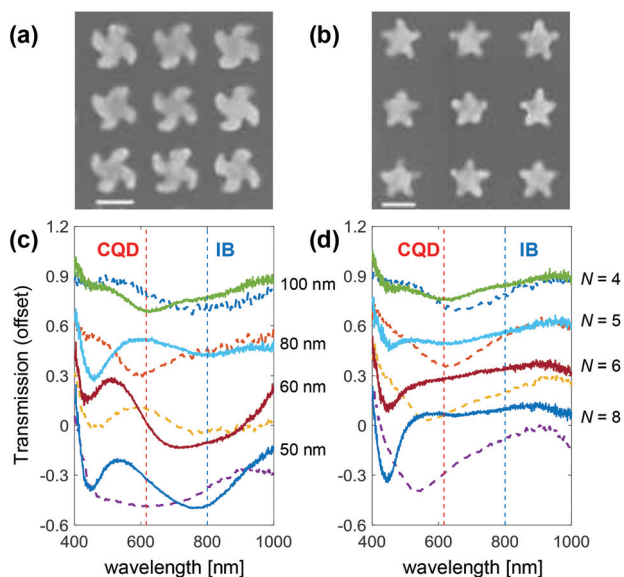 (a)
(b)
(c)
(d)
1.2
0.9
0.6
0.3
0
-0.3
-0.6
Transmission (offset)
CQD
IB
100 nm
80 nm
60 nm
50 nm
400
600
800
1000
wavelength [nm]
1.2
0.9
0.6
0.3
0
-0.3
-0.6
CQD
IB
N = 4
N = 5
N = 6
N = 8
400
600
800
1000
wavelength [nm]